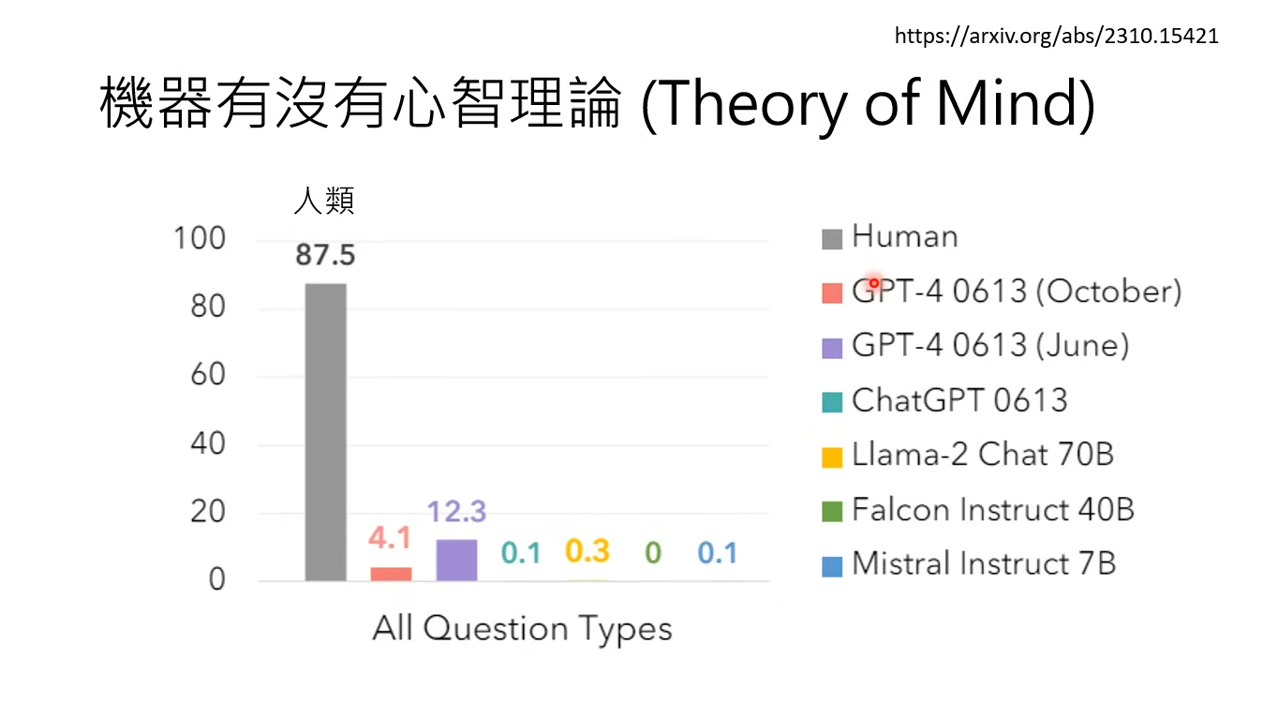 https://arxiv.org/abs/2310.15421
機器有沒有心智理論 (Theory of Mind)
人類
100
80
60
40
20
0
87.5
4.1
12.3
0.1
0.3
0
0.1
All Question Types
Human
GPT-4 0613 (October)
GPT-4 0613 (June)
ChatGPT 0613
Llama-2 Chat 70B
Falcon Instruct 40B
Mistral Instruct 7B